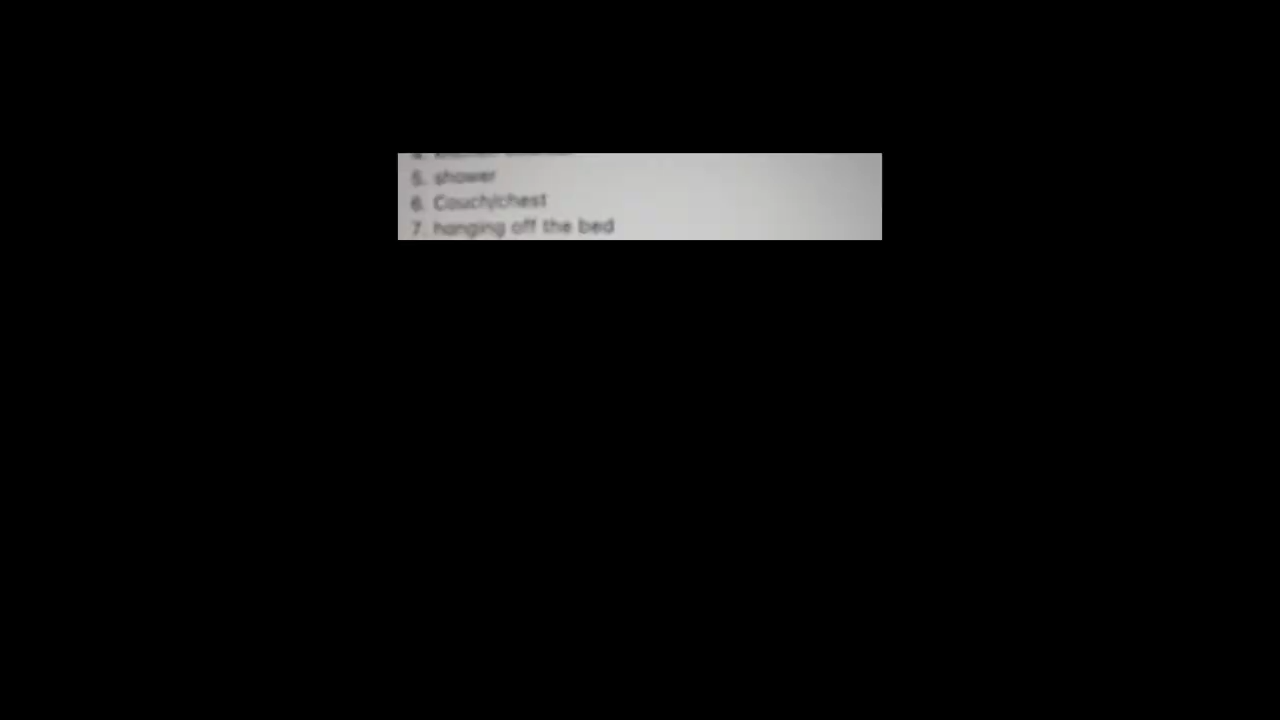 5. shower
6. Couch/chest
7. hanging off the bed